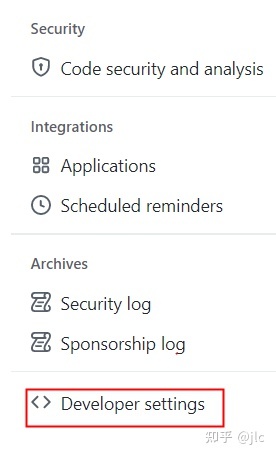 Security
Code security and analysis
Integrations
Applications
Scheduled reminders
Archives
Security log
Sponsorship log
Developer settings
知乎 @jlc